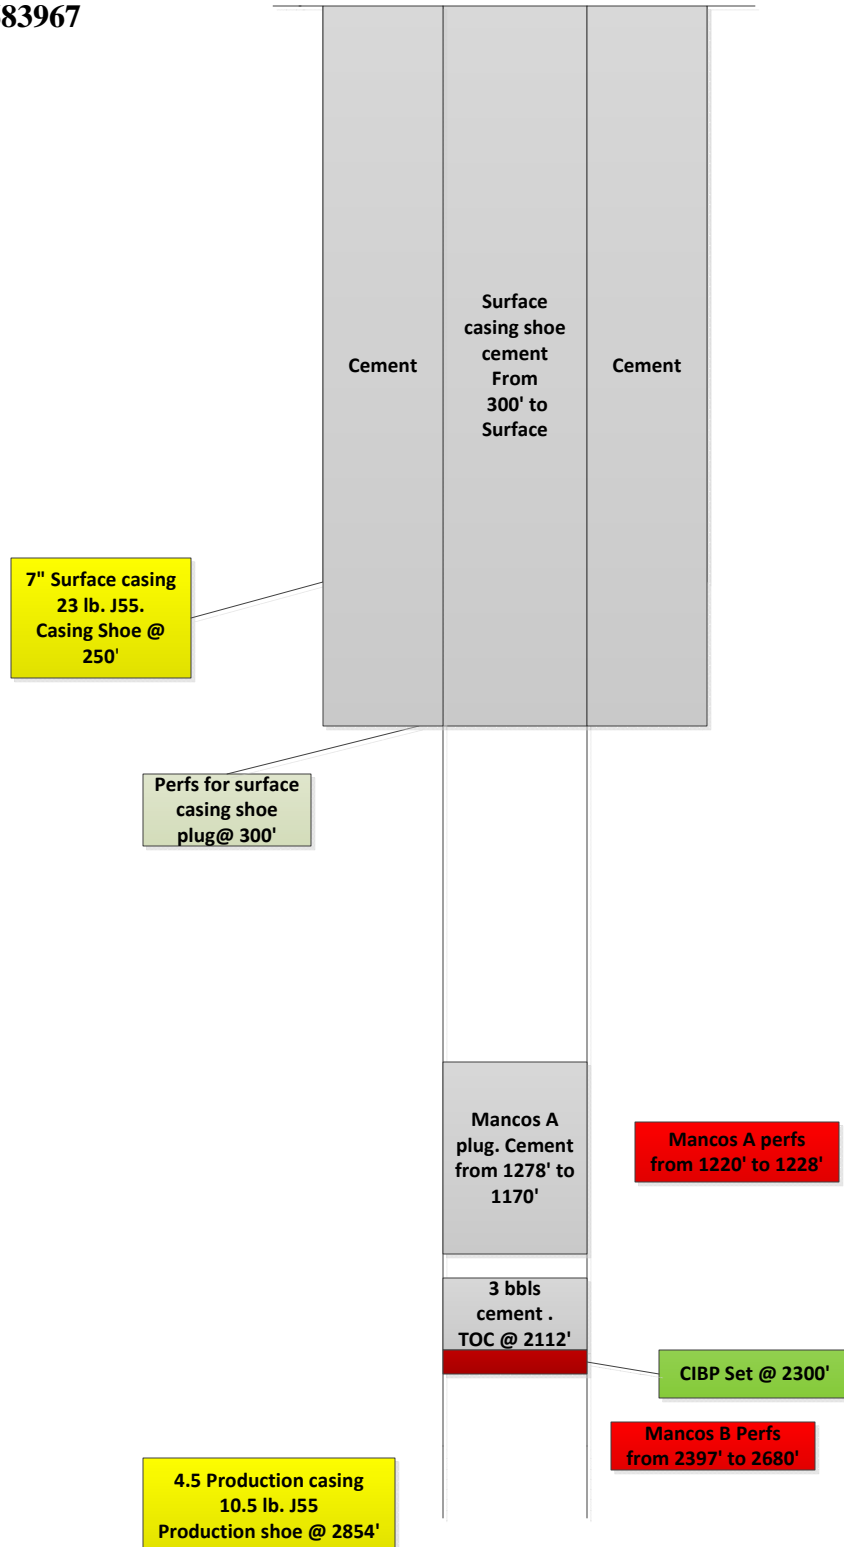 83967
Surface
casing shoe
cement
From
300' to
Surface
Cement
Cement
7" Surface casing
23 lb. J55.
Casing Shoe @
250'
Perfs for surface
casing shoe
plug@ 300'
Mancos A
plug. Cement
from 1278' to
1170'
Mancos A perfs
from 1220' to 1228'
3 bbls
cement .
TOC @ 2112'
CIBP Set @ 2300'
Mancos B Perfs
from 2397' to 2680'
4.5 Production casing
10.5 lb. J55
Production shoe @ 2854'